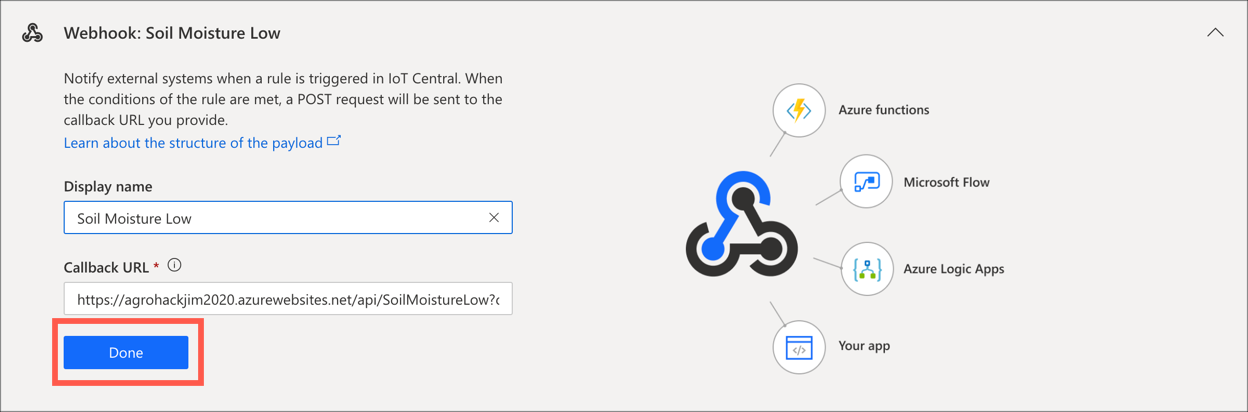 Webhook: Soil Moisture Low
Notify external systems when a rule is triggered in IoT Central. When
the conditions of the rule are met, a POST request will be sent to the
callback URL you provide.
Learn about the structure of the payload
Display name
Soil Moisture Low
Callback URL *
https://agrohackjim2020.azurewebsites.net/api/SoilMoistureLow?c
Done
Azure functions
Microsoft Flow
Azure Logic Apps
Your app